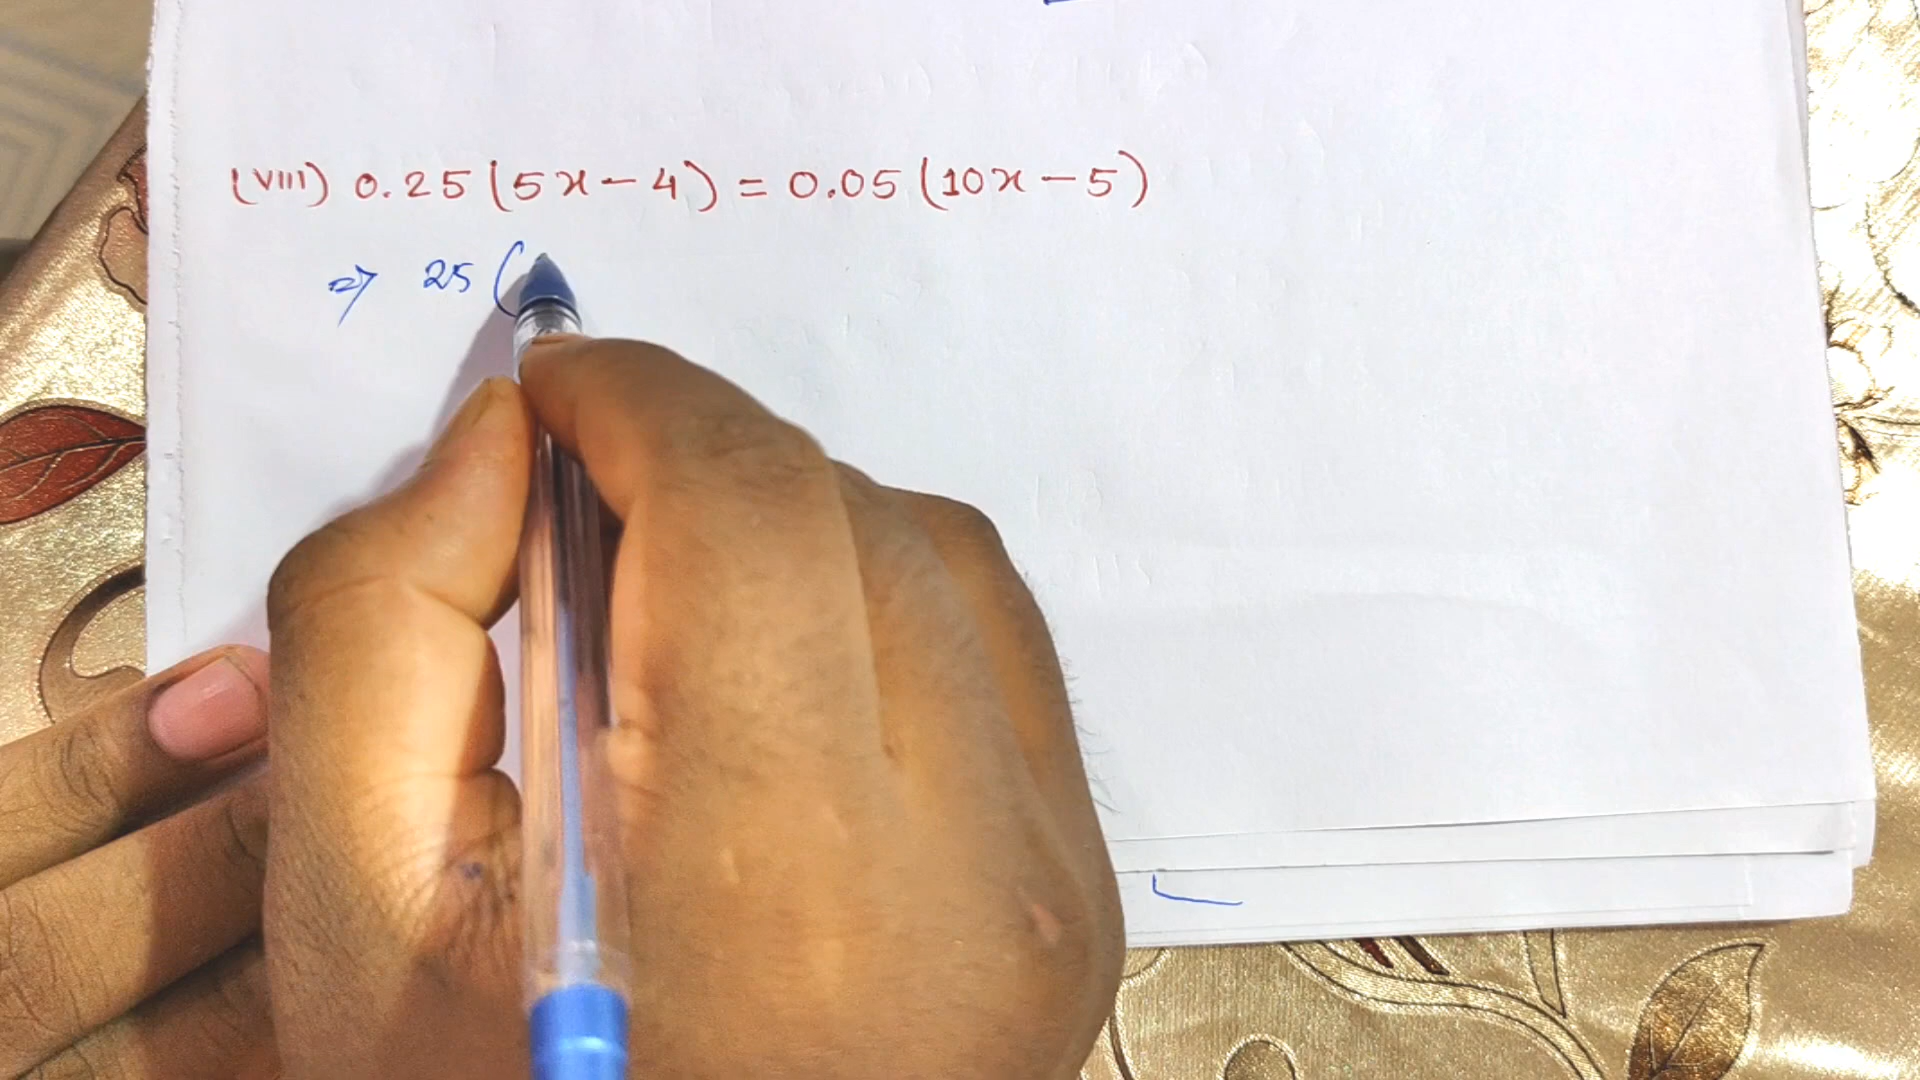 (VIII) 0.25 (5x - 4) = 0.05 (10x - 5)
⇒ 25 (